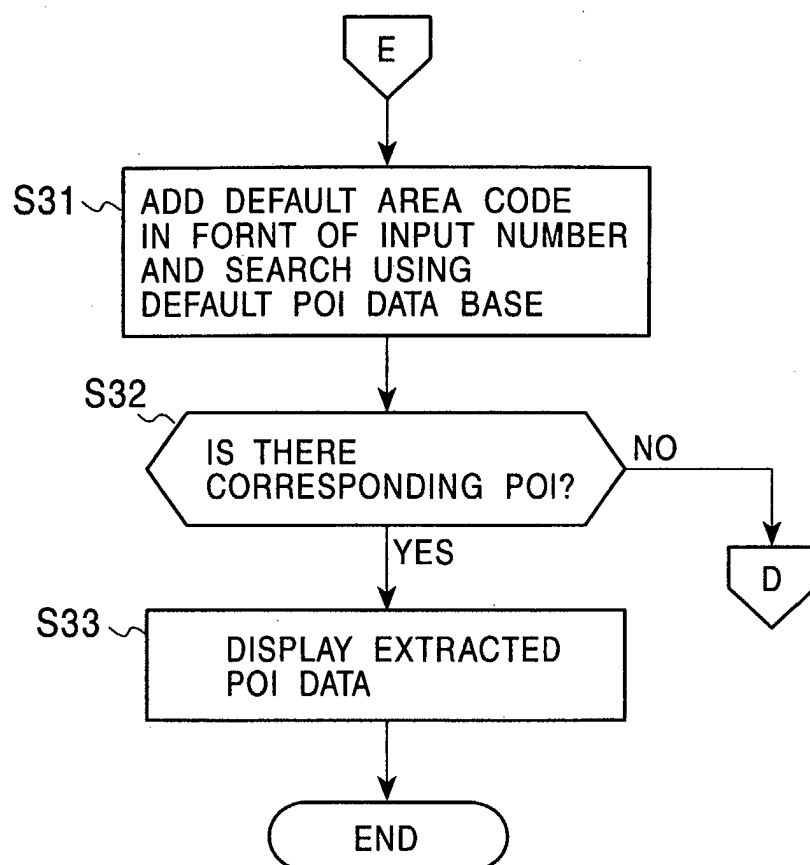 E
S31
ADD DEFAULT AREA CODE
IN FORNT OF INPUT NUMBER
AND SEARCH USING
DEFAULT POI DATA BASE
S32
IS THERE
CORRESPONDING POI?
NO
YES
D
S33
DISPLAY EXTRACTED
POI DATA
END